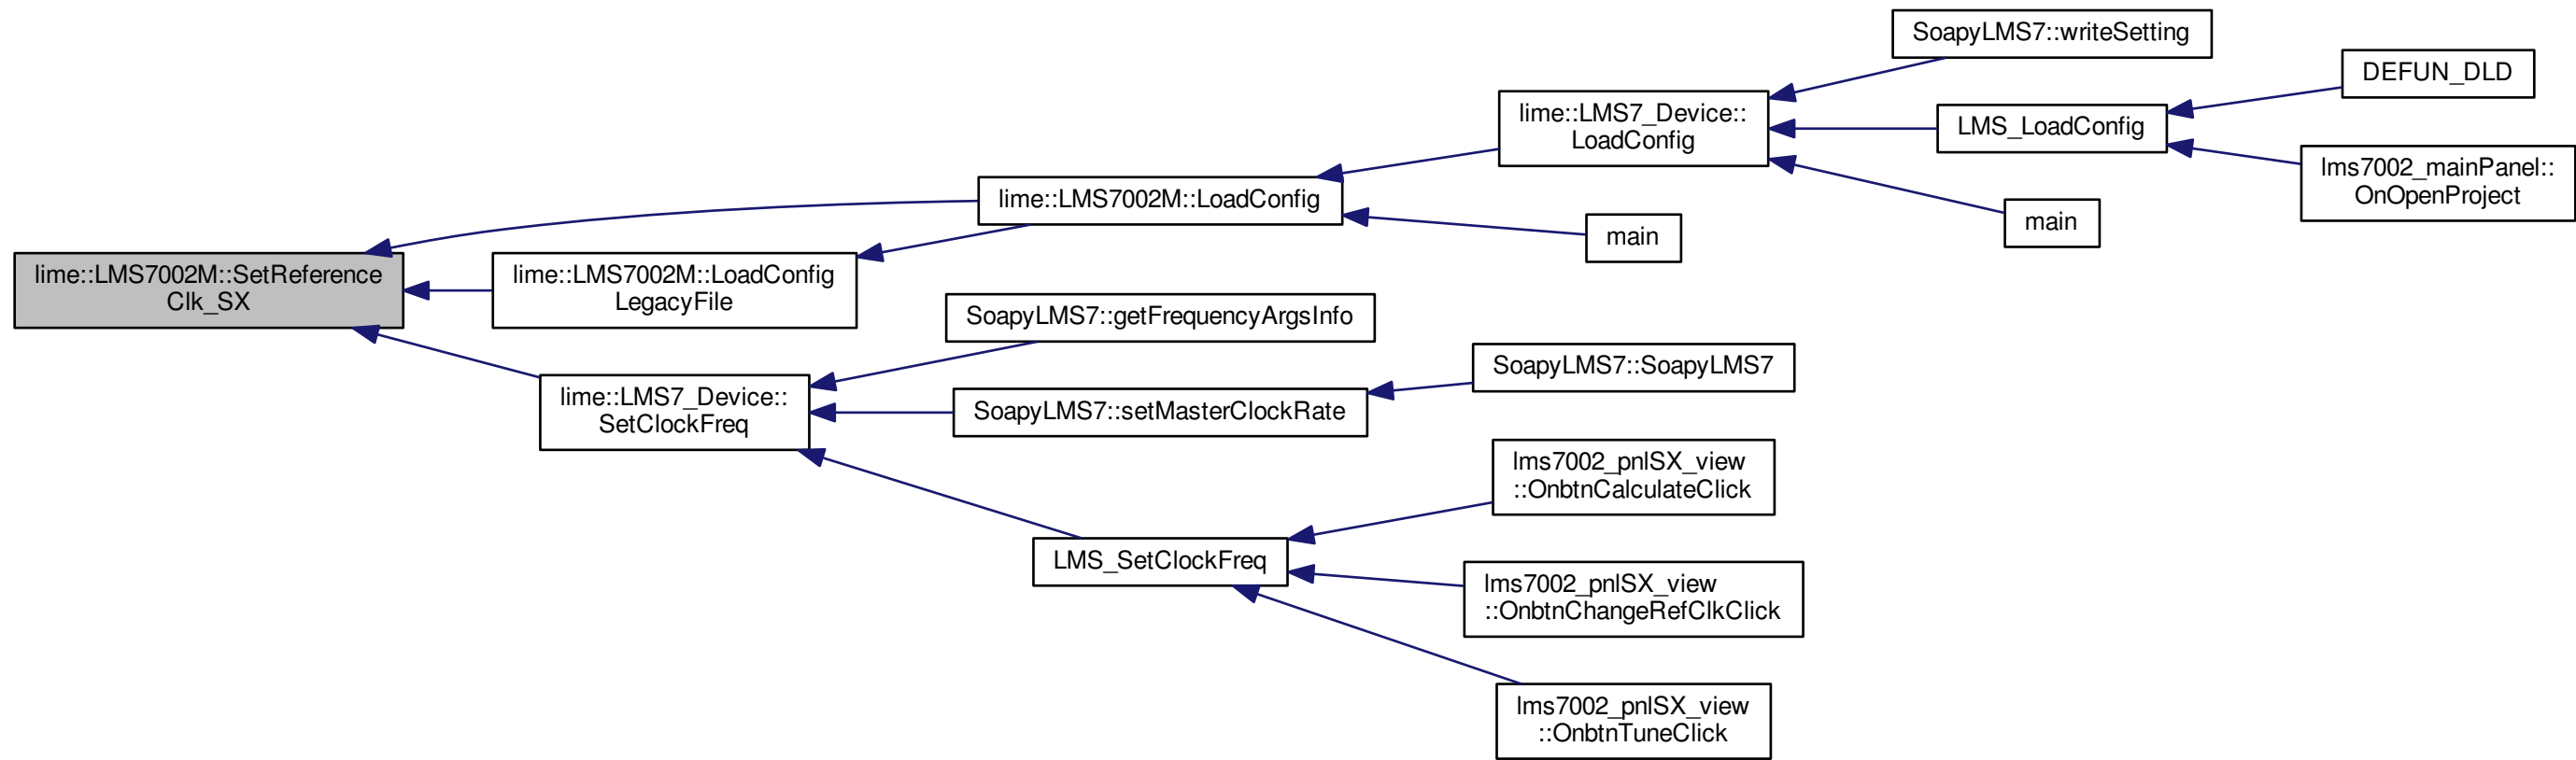 SoapyLMS7::writeSetting
DEFUN_DLD
lime::LMS7_Device::
LoadConfig
LMS_LoadConfig
lms7002_mainPanel::
OnOpenProject
lime::LMS7002M::LoadConfig
main
main
lime::LMS7002M::SetReference
Clk_SX
lime::LMS7002M::LoadConfig
LegacyFile
SoapyLMS7::getFrequencyArgsInfo
SoapyLMS7::SoapyLMS7
lime::LMS7_Device::
SetClockFreq
SoapyLMS7::setMasterClockRate
lms7002_pnlSX_view
::OnbtnCalculateClick
LMS_SetClockFreq
lms7002_pnlSX_view
::OnbtnChangeRefClkClick
lms7002_pnlSX_view
::OnbtnTuneClick